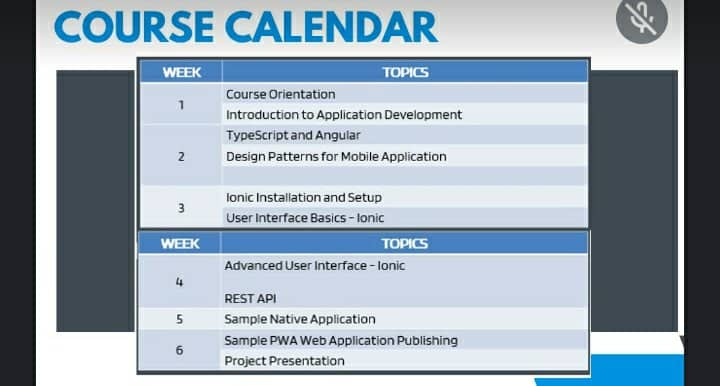 COURSE CALENDAR
WEEK TOPICS
1 Course Orientation
Introduction to Application Development
2 TypeScript and Angular
Design Patterns for Mobile Application
3 Ionic Installation and Setup
User Interface Basics - Ionic
WEEK TOPICS
4 Advanced User Interface - Ionic
REST API
5 Sample Native Application
6 Sample PWA Web Application Publishing
Project Presentation